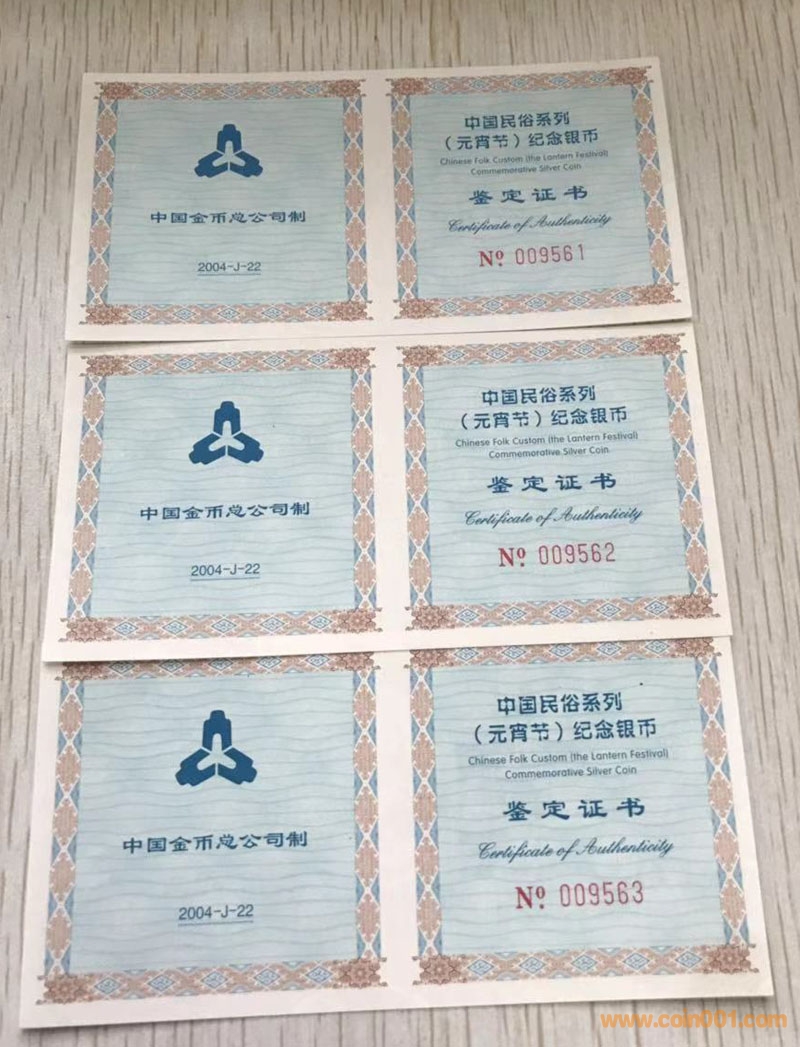 中国金币总公司制
2004-J-22
中国民俗系列
（元宵节）纪念银币
Chinese Folk Custom (the Lantern Festival)
Commemorative Silver Coin
鉴定证书
Certificate of Authenticity
Nº 009561
中国金币总公司制
2004-J-22
中国民俗系列
（元宵节）纪念银币
Chinese Folk Custom (the Lantern Festival)
Commemorative Silver Coin
鉴定证书
Certificate of Authenticity
Nº 009562
中国金币总公司制
2004-J-22
中国民俗系列
（元宵节）纪念银币
Chinese Folk Custom (the Lantern Festival)
Commemorative Silver Coin
鉴定证书
Certificate of Authenticity
Nº 009563
www.coin001.com